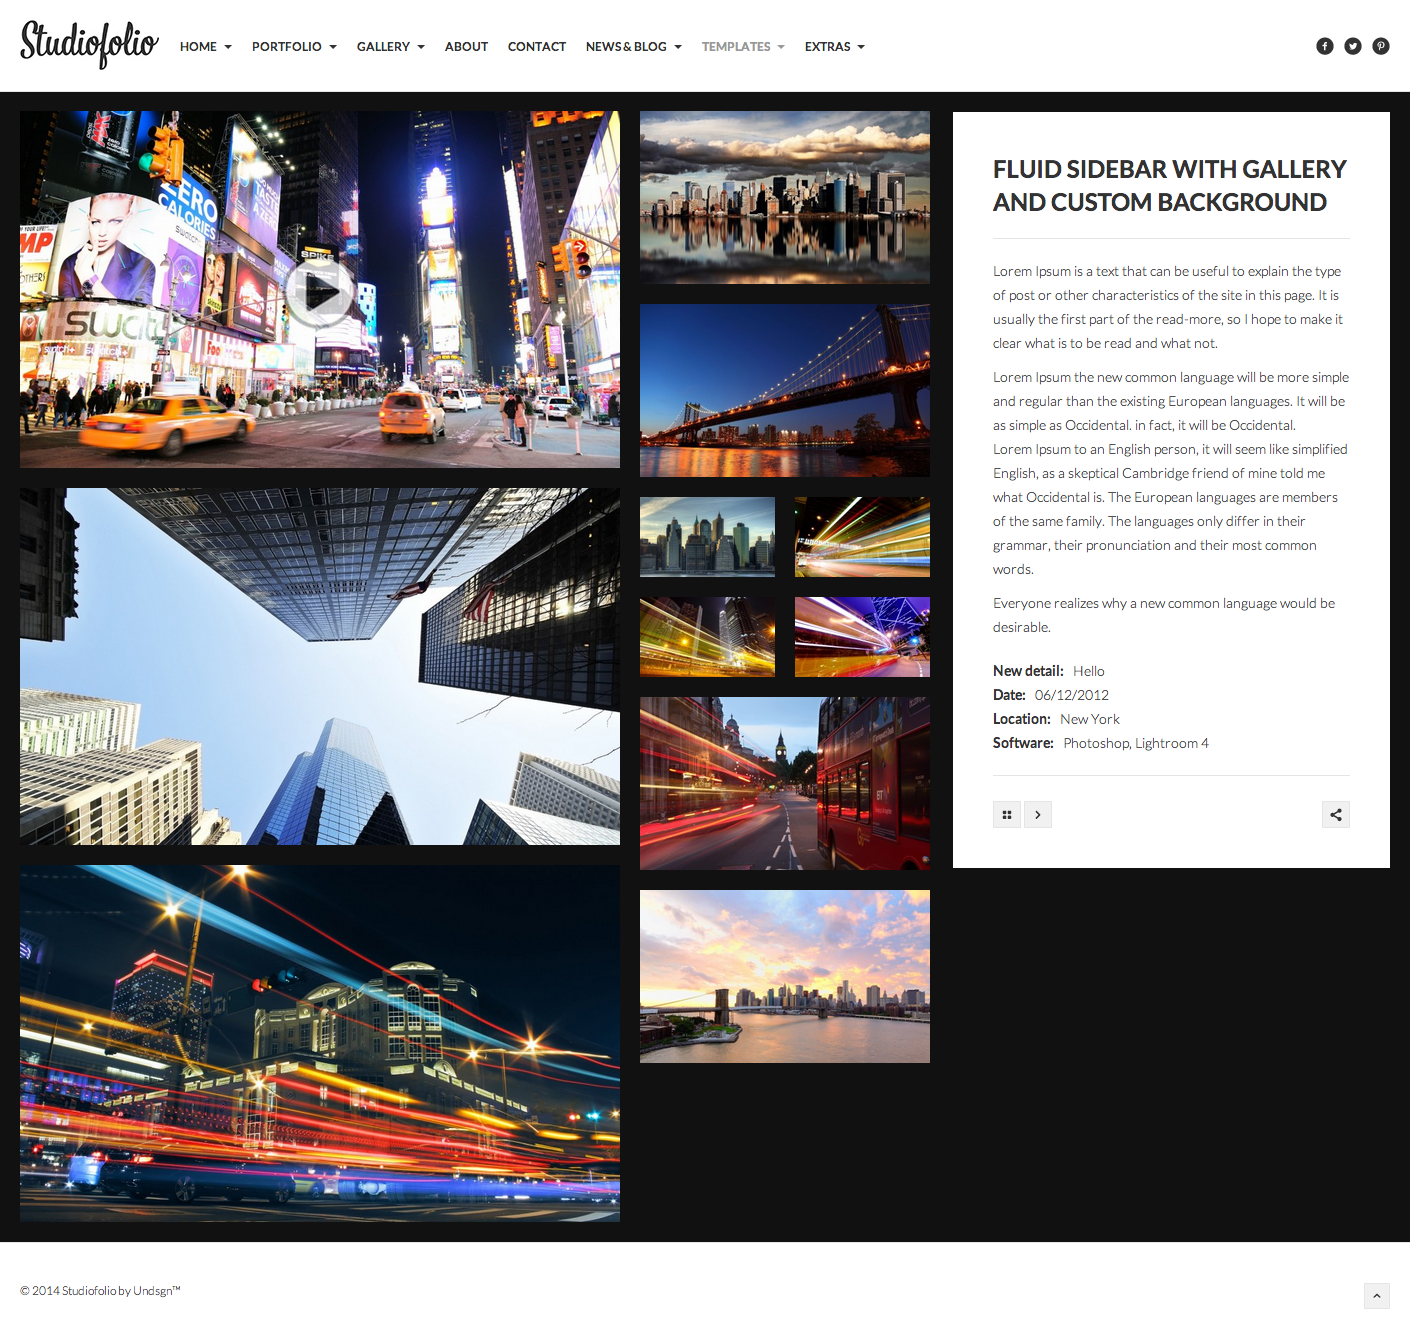 Studiofolio
HOME PORTFOLIO GALLERY ABOUT CONTACT NEWS & BLOG TEMPLATES EXTRAS
ZERO
CALORIES
swatch
SPIKE
FLUID SIDEBAR WITH GALLERY
AND CUSTOM BACKGROUND
Lorem Ipsum is a text that can be useful to explain the type
of post or other characteristics of the site in this page. It is
usually the first part of the read-more, so I hope to make it
clear what is to be read and what not.
Lorem Ipsum the new common language will be more simple
and regular than the existing European languages. It will be
as simple as Occidental. in fact, it will be Occidental.
Lorem Ipsum to an English person, it will seem like simplified
English, as a skeptical Cambridge friend of mine told me
what Occidental is. The European languages are members
of the same family. The languages only differ in their
grammar, their pronunciation and their most common
words.
Everyone realizes why a new common language would be
desirable.
New detail: Hello
Date: 06/12/2012
Location: New York
Software: Photoshop, Lightroom 4
© 2014 Studiofolio by Undsgn™